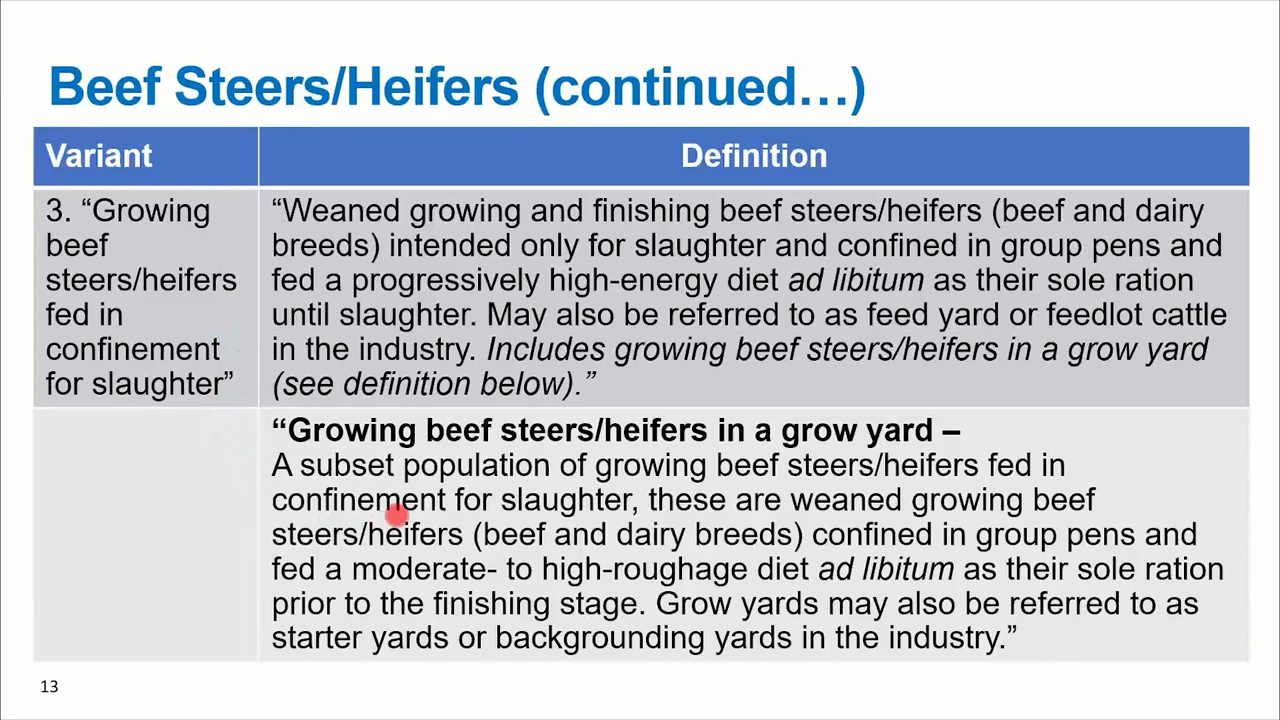 Beef Steers/Heifers (continued…)
Variant
Definition
3. “Growing
beef
steers/heifers
fed in
confinement
for slaughter”
“Weaned growing and finishing beef steers/heifers (beef and dairy
breeds) intended only for slaughter and confined in group pens and
fed a progressively high-energy diet ad libitum as their sole ration
until slaughter. May also be referred to as feed yard or feedlot cattle
in the industry. Includes growing beef steers/heifers in a grow yard
(see definition below).”
“Growing beef steers/heifers in a grow yard –
A subset population of growing beef steers/heifers fed in
confinement for slaughter, these are weaned growing beef
steers/heifers (beef and dairy breeds) confined in group pens and
fed a moderate- to high-roughage diet ad libitum as their sole ration
prior to the finishing stage. Grow yards may also be referred to as
starter yards or backgrounding yards in the industry.”
13